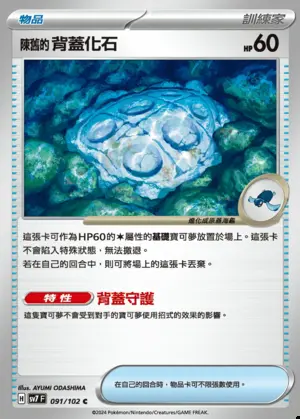 物品
訓練家
陳舊的背蓋化石
HP60
進化成原蓋海龜
這張卡可作為HP60的★屬性的基礎寶可夢放置於場上。這張卡
不會陷入特殊狀態，無法撤退。
若在自己的回合中，則可將場上的這張卡丟棄。
特性 背蓋守護
這隻寶可夢不會受到對手的寶可夢使用招式的效果的影響。
Illus. AYUMI ODASHIMA
H SV7 F 091/102 C
在自己的回合時，物品卡可不限張數使用。
©2024 Pokémon/Nintendo/Creatures/GAME FREAK.